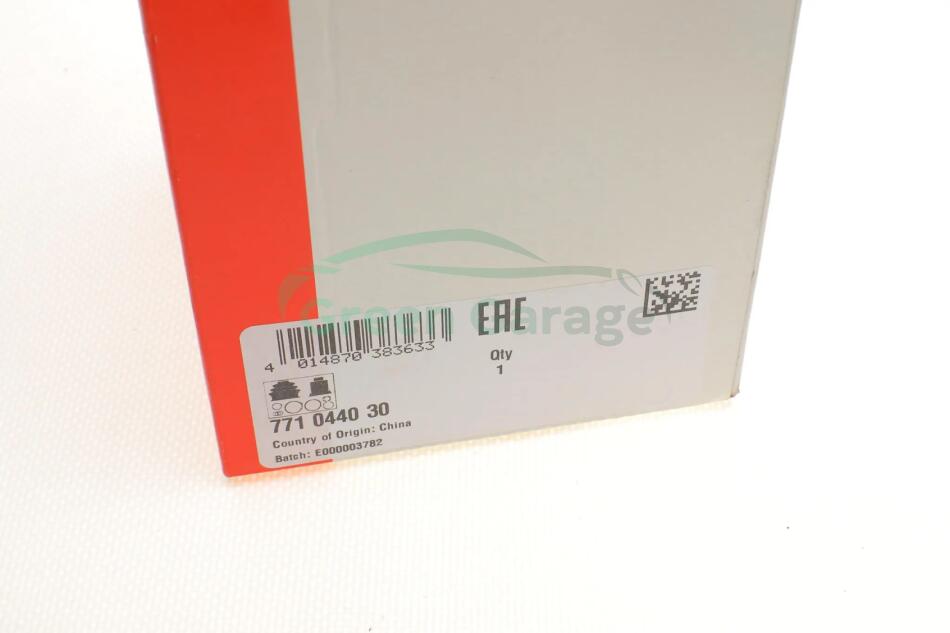 Green Garage
EAC
4 014870 383633
Qty
1
771 0440 30
Country of Origin: China
Batch: E000003782